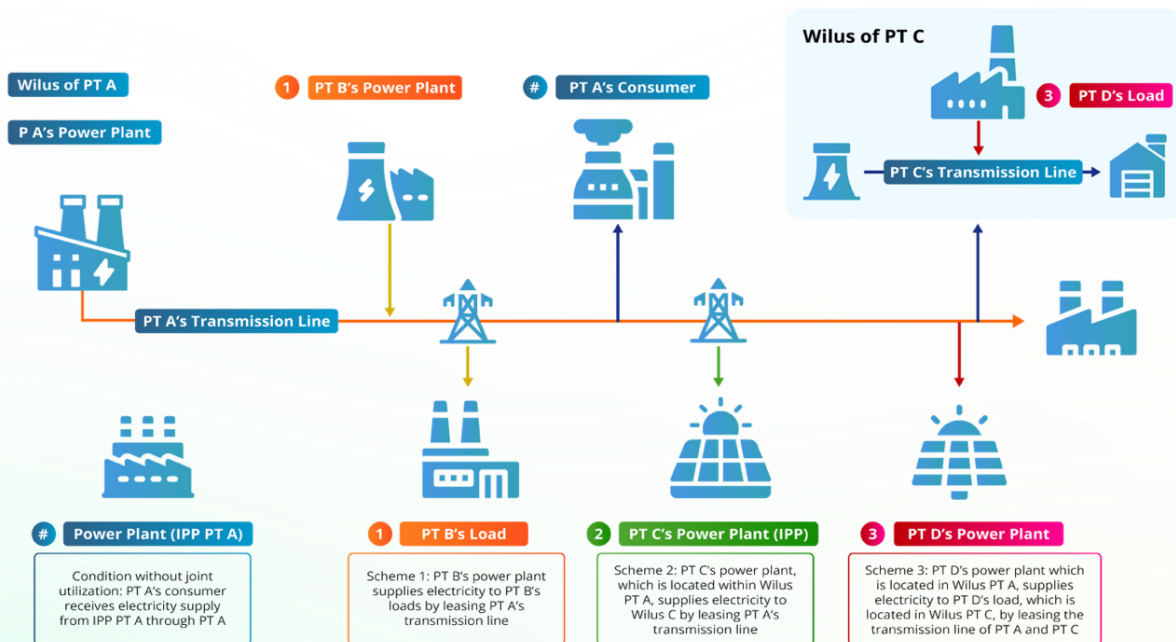 Wilus of PT A
P A's Power Plant
1 PT B's Power Plant
# PT A's Consumer
Wilus of PT C
3 PT D's Load
PT C's Transmission Line
PT A's Transmission Line
# Power Plant (IPP PT A)
Condition without joint
utilization: PT A's consumer
receives electricity supply
from IPP PT A through PT A
1 PT B's Load
Scheme 1: PT B's power plant
supplies electricity to PT B's
loads by leasing PT A's
transmission line
2 PT C's Power Plant (IPP)
Scheme 2: PT C's power plant,
which is located within Wilus
PT A, supplies electricity to
Wilus C by leasing PT A's
transmission line
3 PT D's Power Plant
Scheme 3: PT D's power plant which
is located in Wilus PT A, supplies
electricity to PT D's load, which is
located in Wilus PT C, by leasing the
transmission line of PT A and PT C